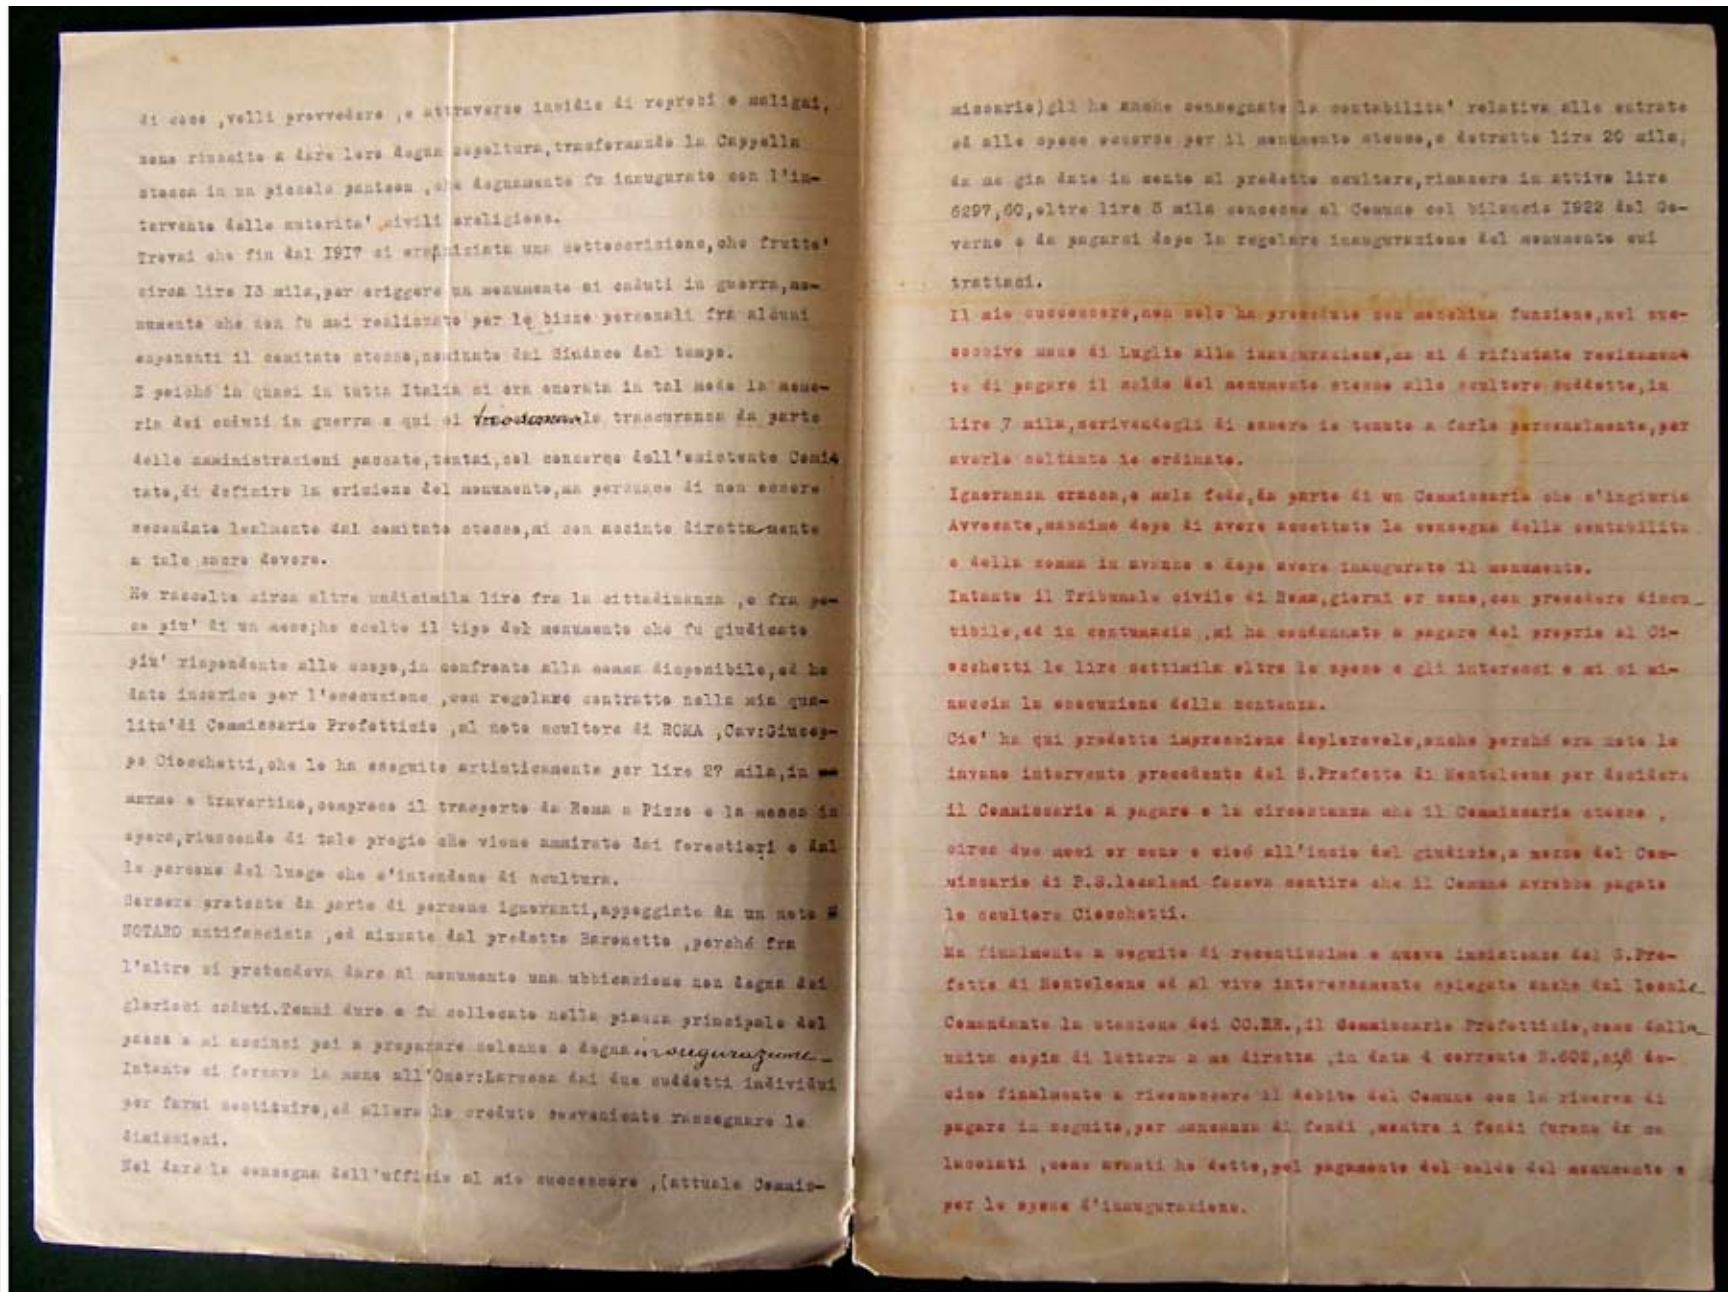 di cose ,volli provvedere ,e attraverso insidie di reprobi e maligni,
sono riuscito a dare loro degna sepoltura,trasformando la Cappella
stessa in un piccolo panteon ,che degnamente fu inaugurato con l'in-
tervento delle autorita' civili e religiose.
Trovai che fin dal 1917 si era iniziata una sottoscrizione,che frutto'
circa lire 13 mila,per eriggere un monumento ai caduti in guerra,mo-
numento che non fu mai realizzato per le bizze personali fra alcuni
esponenti il comitato stesso,nominato dal Sindaco del tempo.
E poiché in quasi in tutta Italia si era onorata in tal modo la memo-
ria dei caduti in guerra e qui si la trascuranza da parte
delle amministrazioni passate,tentai,col concorso dell'esistente Comi-
tato,di definire la erizione del monumento,ma persuaso di non essere
secondato lealmente dal comitato stesso,mi son accinto diretta mente
a tale sacro dovere.
Ho raccolto circa altre undicimila lire fra la cittadinanza ,e fra po-
co piu' di un mese;ho scelto il tipo del monumento che fu giudicato
piu' rispondente allo scopo,in confronto alla somma disponibile,ed ho
dato incarico per l'esecuzione ,con regolare contratto nella mia qua-
lita'di Commissario Prefettizio ,al noto scultore di ROMA ,Cav:Giusep-
pe Ciocchetti,che lo ha eseguito artisticamente per lire 27 mila,in
marmo e travertino,compreso il trasporto da Roma a Pizzo e la messa in
opera,riuscendo di tale pregio che viene ammirato dai forestieri e dal
le persone del luogo che s'intendono di scultura.
Sorsero proteste da parte di persone ignoranti,appoggiate da un noto
NOTARO antifascista ,ed aizzate dal predetto Baronetto ,perché fra
l'altro si pretendeva dare al monumento una ubbicazione non degna dei
gloriosi caduti.Tenni duro e fu collocato nella piazza principale del
paese e mi accinsi poi a preparare solenne e degna inaugurazione_
Intanto si forzava la mano all'Onor:Larussa dai due suddetti individui
per farmi sostituire,ed allora ho creduto conveniente rassegnare le
dimissioni.
Nel dare la consegna dell'uffizio al mio successore ,(attuale Commis-
missario)gli ho anche consegnato la contabilita' relativa alle entrate
ed alle spese occorse per il monumento stesso,e detratte lire 20 mila,
da me gia date in conto al predetto scultore,rimasero in attivo lire
6297,60,oltre lire 3 mila concesse al Comune col bilancio 1922 dal Go-
verno e da pagarsi dopo la regolare inaugurazione del monumento cui
trattasi.
Il mio successore,non solo ha proceduto con meschina funzione,nel suc-
cessivo mese di Luglio alla inaugurazione,ma si é rifiutato recisamen
te di pagare il saldo del monumento stesso allo scultore suddetto,in
lire 7 mila,scrivendogli di essere io tenuto a farlo personalmente,per
averlo soltanto io ordinato.
Ignoranza crassa,e mala fede,da parte di un Commissario che s'ingiuria
Avvocato,massime dopo di avere accettato la consegna della contabilita
e della somma in avanzo e dopo avere inaugurato il monumento.
Intanto il Tribunale civile di Roma,giorni or sono,con procedura discu_
tibile,ed in contumacia ,mi ha condannato a pagare del proprio al Ci-
occhetti le lire settimila oltre le spese e gli interessi e mi si mi-
naccia la esecuzione della sentenza.
Cio' ha qui prodotto impressione deplorevole,anche perché era noto lo
invano intervento precedente del S.Prefetto di Monteleone per decidere
il Commissario a pagare e la circostanza che il Commissario stesso ,
circa due mesi or sono e cioé all'inzio del giudizio,a mezzo del Com-
missario di P.S.localemi faceva sentire che il Comune avrebbe pagato
lo scultore Ciocchetti.
Ma finalmente a seguito di recentissime e nuove insistenze del S.Pre-
fetto di Monteleone ed al vivo interessamento spiegato anche dal locale_
Comandante la stazione dei CC.RR.,il Commissario Prefettizio,come dalla_
unita copia di lettera a me diretta ,in data 4 corrente N.602,si é de-
ciso finalmente a riconoscere il debito del Comune con la riserva di
pagare in seguito,per mancanza di fondi ,mentre i fondi furono da me
lasciati ,come avanti ho detto,pel pagamento del saldo del monumento e
per le spese d'inaugurazione.